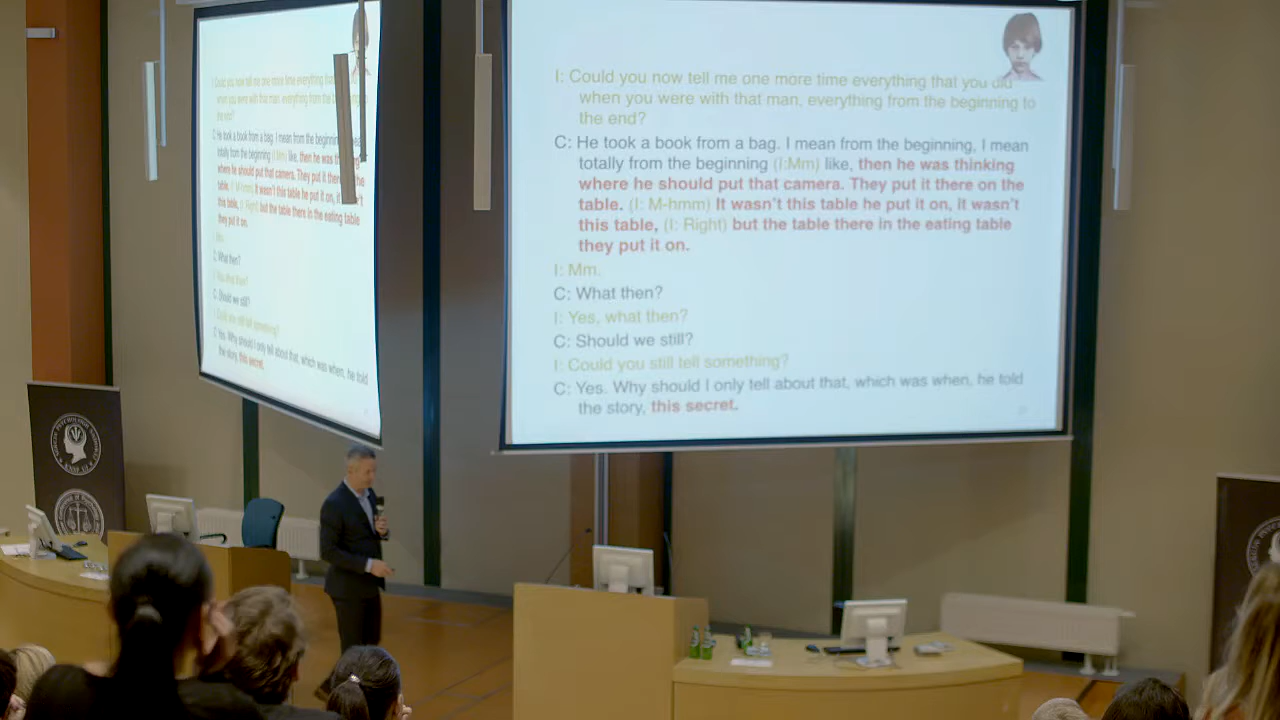 I: Could you now tell me one more time everything that you did
when you were with that man, everything from the beginning to
the end?
C: He took a book from a bag. I mean from the beginning, I mean
totally from the beginning (I:Mm) like, then he was thinking
where he should put that camera. They put it there on the
table. (I: M-hmm) It wasn't this table he put it on, it wasn't
this table, (I: Right) but the table there in the eating table
they put it on.
I: Mm.
C: What then?
I: Yes, what then?
C: Should we still?
I: Could you still tell something?
C: Yes. Why should I only tell about that, which was when, he told
the story, this secret.